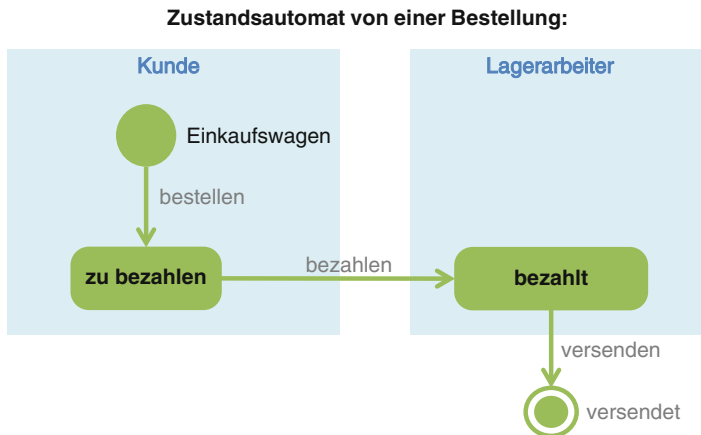 Zustandsautomat von einer Bestellung:
Kunde
Lagerarbeiter
Einkaufswagen
bestellen
zu bezahlen
bezahlen
bezahlt
versenden
versendet